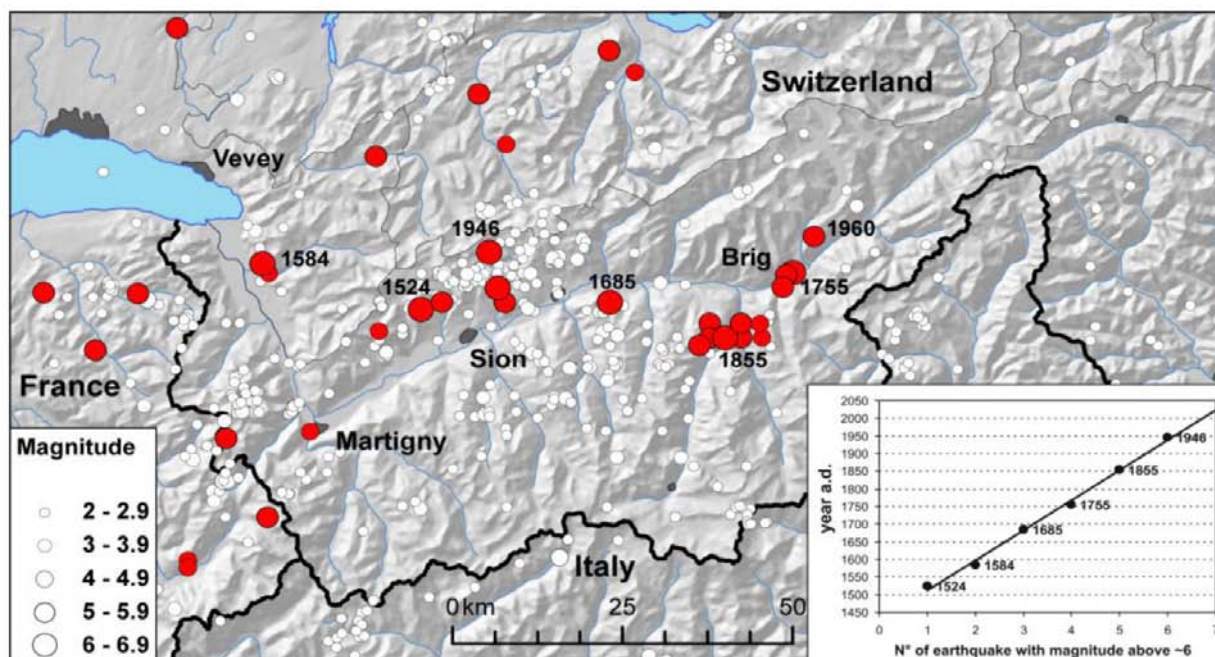 Switzerland
Vevey
1946
1960
1584
Brig
1524
1685
1755
Sion
1855
France
Martigny
Italy
0 km 25 50
Magnitude
2 - 2.9
3 - 3.9
4 - 4.9
5 - 5.9
6 - 6.9
year a.d.
2050
2000
1950
1900
1850
1800
1750
1700
1650
1600
1550
1500
1450
1946
1855
1755
1685
1584
1524
0 1 2 3 4 5 6 7
N° of earthquake with magnitude above ~6